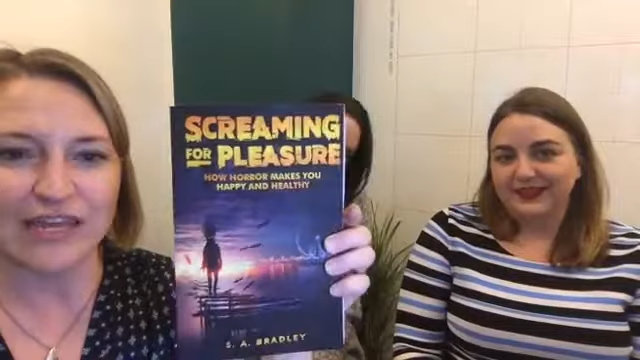 SCREAMING
FOR PLEASURE
HOW HORROR MAKES YOU
HAPPY AND HEALTHY
S. A. BRADLEY